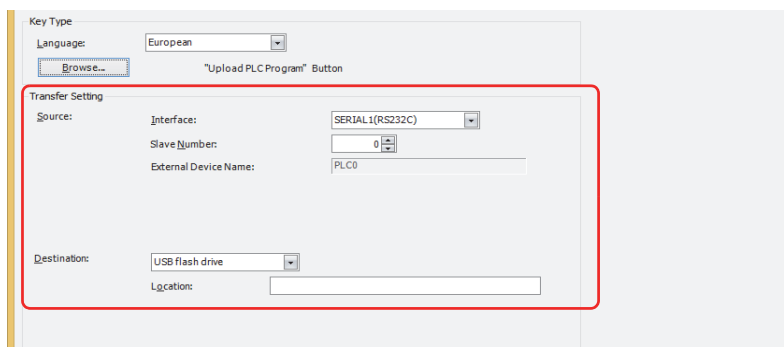 Key Type
Language: European
Browse... "Upload PLC Program" Button
Transfer Setting
Source: Interface: SERIAL1(RS232C)
Slave Number: 0
External Device Name: PLC0
Destination: USB flash drive
Location: